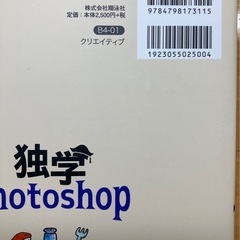 株式会社翔泳社
定価：本体2,500円+税
B4-01
クリエイティブ
9784798173115
1923055025004
独学
hotoshop